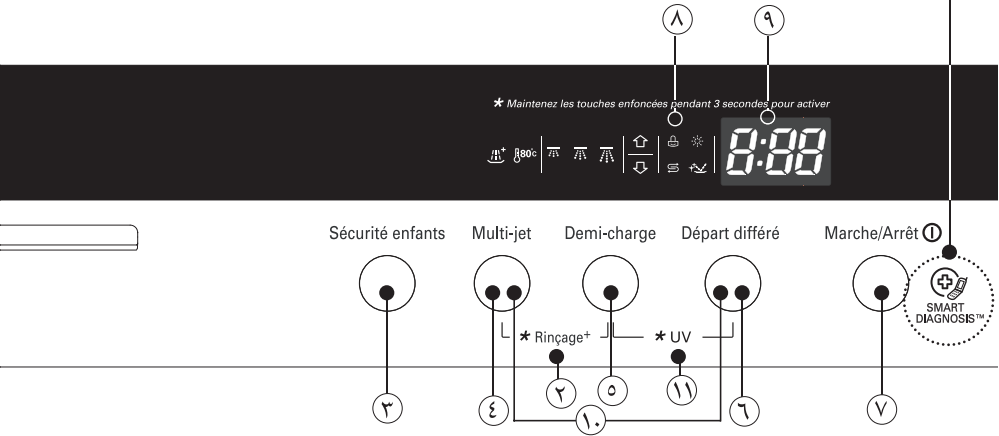 ٨ ٩
* Maintenez les touches enfoncées pendant 3 secondes pour activer
80°c 8:88
Sécurité enfants Multi-jet Demi-charge Départ différé Marche/Arrêt
SMART
DIAGNOSIS™
* Rinçage+ * UV
٣ ٤ ٢ ٥ ١٠ ١١ ٦ ٧